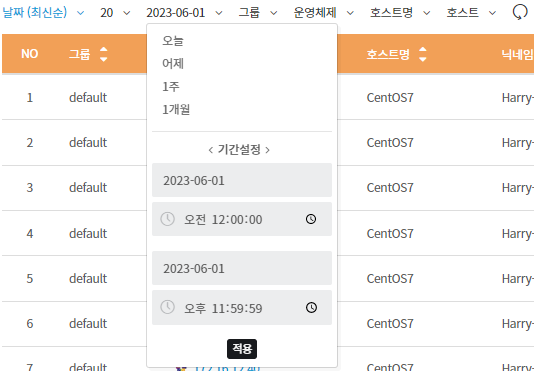 날짜 (최신순) 20 2023-06-01 그룹 운영체제 호스트명 호스트
오늘
어제
1주
1개월
< 기간설정 >
2023-06-01
오전 12:00:00
2023-06-01
오후 11:59:59
적용
NO 그룹 호스트명 닉네임
1 default CentOS7 Harry-
2 default CentOS7 Harry-
3 default CentOS7 Harry-
4 default CentOS7 Harry-
5 default CentOS7 Harry-
6 default CentOS7 Harry-
7 default CentOS7 Harry-